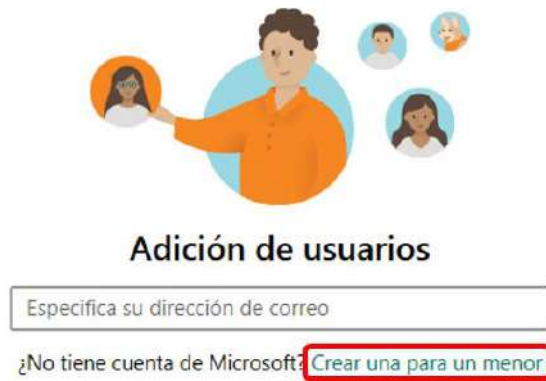 Adición de usuarios
Especifica su dirección de correo
¿No tiene cuenta de Microsoft? Crear una para un menor